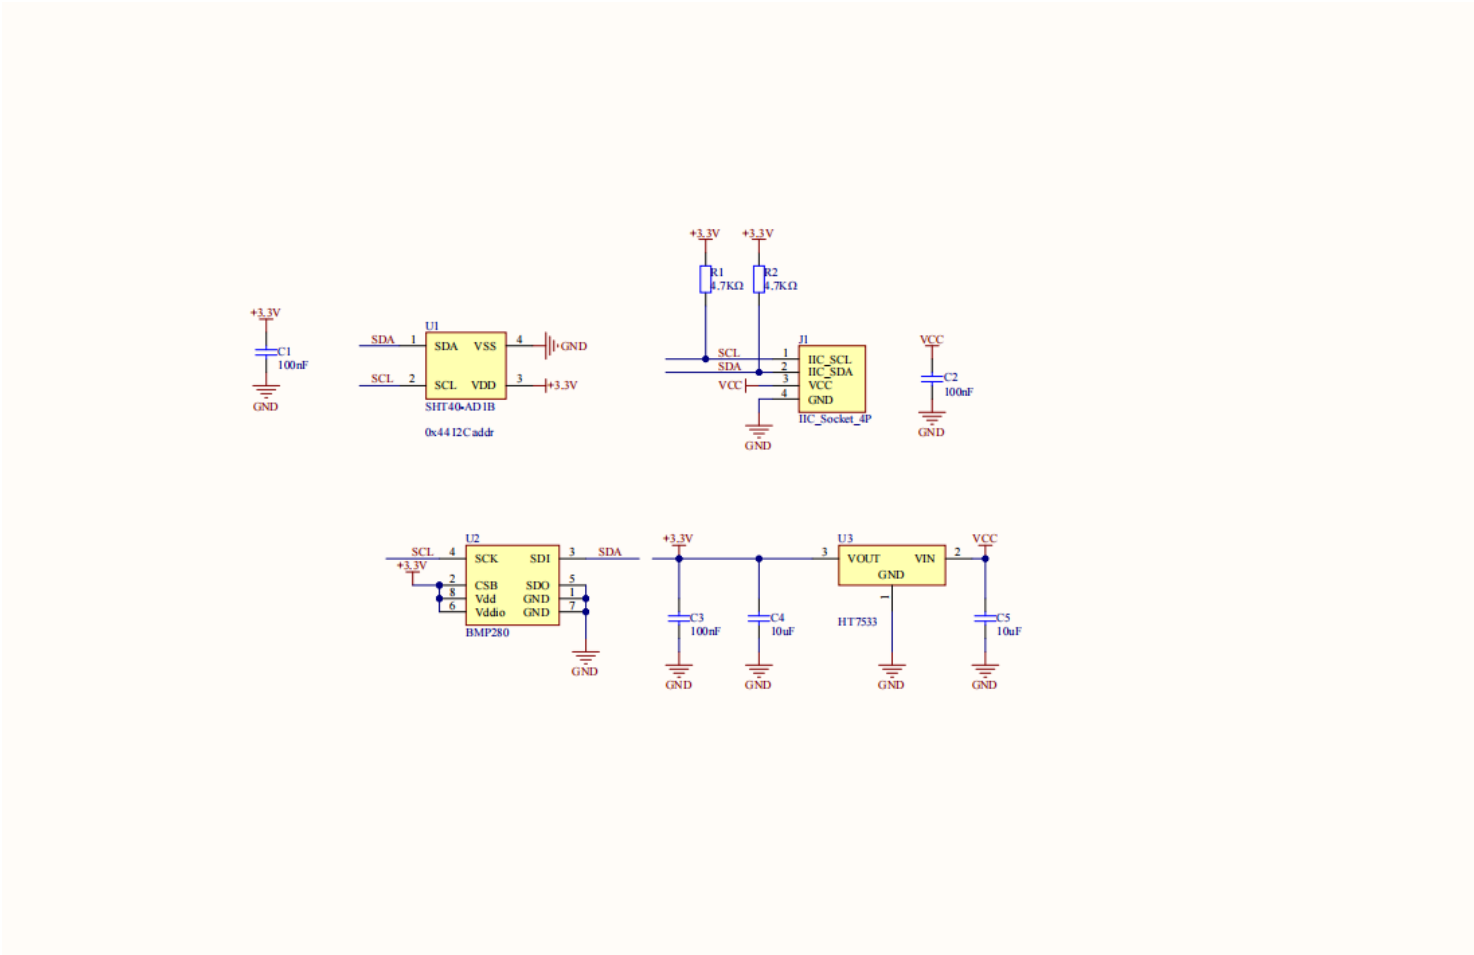 +3.3V
C1
100nF
GND
U1
SDA 1 SDA VSS 4 GND
SCL 2 SCL VDD 3 +3.3V
SHT40-AD1B
0x44 I2C addr
+3.3V +3.3V
R1 R2
4.7KΩ 4.7KΩ
J1
SCL 1 IIC_SCL
SDA 2 IIC_SDA
VCC 3 VCC
4 GND
IIC_Socket_4P
GND
VCC
C2
100nF
GND
U2
SCL 4 SCK SDI 3 SDA
+3.3V
2 CSB SDO 5
8 Vdd GND 1
6 Vddio GND 7
BMP280
GND
+3.3V
U3
VCC
3 VOUT VIN 2
GND
1
HT7533
C3
100nF
C4
10uF
C5
10uF
GND GND GND GND